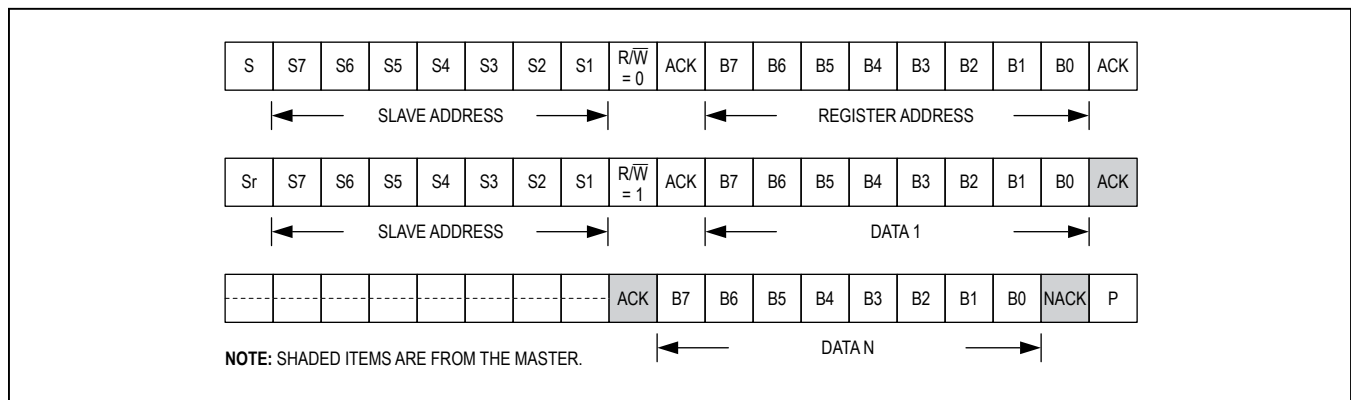 S S7 S6 S5 S4 S3 S2 S1 R/W̅ = 0 ACK B7 B6 B5 B4 B3 B2 B1 B0 ACK
SLAVE ADDRESS REGISTER ADDRESS
Sr S7 S6 S5 S4 S3 S2 S1 R/W̅ = 1 ACK B7 B6 B5 B4 B3 B2 B1 B0 ACK
SLAVE ADDRESS DATA 1
ACK B7 B6 B5 B4 B3 B2 B1 B0 NACK P
DATA N
NOTE: SHADED ITEMS ARE FROM THE MASTER.